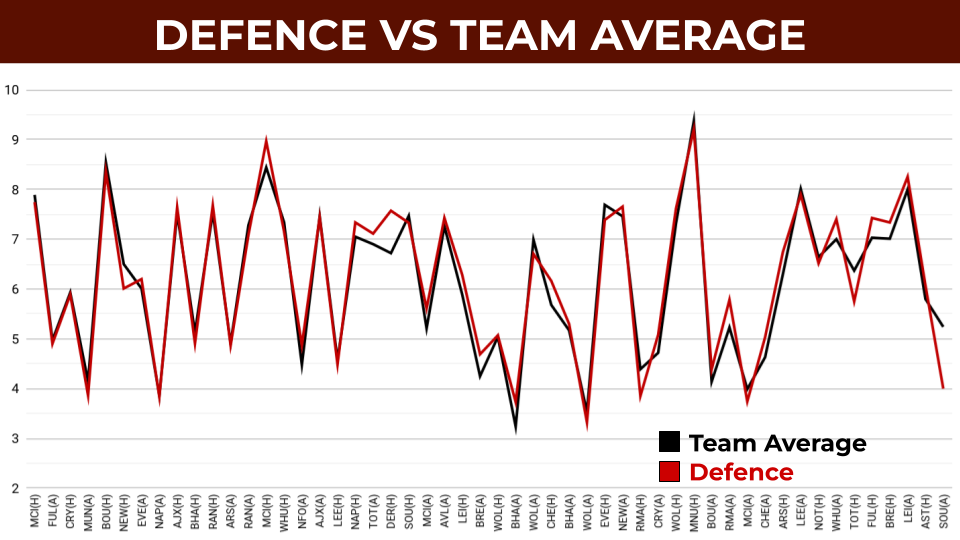 DEFENCE VS TEAM AVERAGE
10
9
8
7
6
5
4
3
2
Team Average
Defence
MCI(H)
FUL(A)
CRY(H)
MUN(A)
BOU(H)
NEW(H)
EVE(A)
NAP(A)
AJX(H)
BHA(H)
RAN(H)
ARS(A)
RAN(A)
MCI(H)
WHU(H)
NFO(A)
AJX(A)
LEE(H)
NAP(H)
TOT(A)
DER(H)
SOU(H)
MCI(A)
AVL(A)
LEI(H)
BRE(A)
WOL(H)
BHA(A)
WOL(A)
CHE(H)
BHA(A)
WOL(A)
EVE(H)
NEW(A)
RMA(H)
CRY(A)
WOL(H)
MNU(H)
BOU(A)
RMA(A)
MCI(A)
CHE(A)
ARS(H)
LEE(A)
NOT(H)
WHU(A)
TOT(H)
FUL(H)
BRE(H)
LEI(A)
AST(H)
SOU(A)